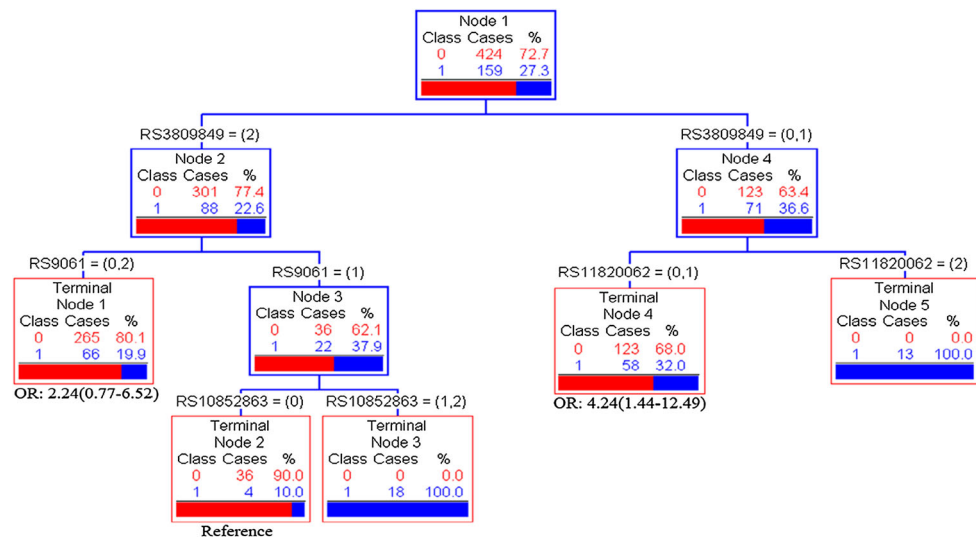 Node 1
Class Cases %
0 424 72.7
1 159 27.3
RS3809849 = (2)
RS3809849 = (0,1)
Node 2
Class Cases %
0 301 77.4
1 88 22.6
Node 4
Class Cases %
0 123 63.4
1 71 36.6
RS9061 = (0,2)
RS9061 = (1)
RS11820062 = (0,1)
RS11820062 = (2)
Terminal
Node 1
Class Cases %
0 265 80.1
1 66 19.9
OR: 2.24(0.77-6.52)
Node 3
Class Cases %
0 36 62.1
1 22 37.9
Terminal
Node 4
Class Cases %
0 123 68.0
1 58 32.0
OR: 4.24(1.44-12.49)
Terminal
Node 5
Class Cases %
0 0 0.0
1 13 100.0
RS10852863 = (0)
RS10852863 = (1,2)
Terminal
Node 2
Class Cases %
0 36 90.0
1 4 10.0
Reference
Terminal
Node 3
Class Cases %
0 0 0.0
1 18 100.0